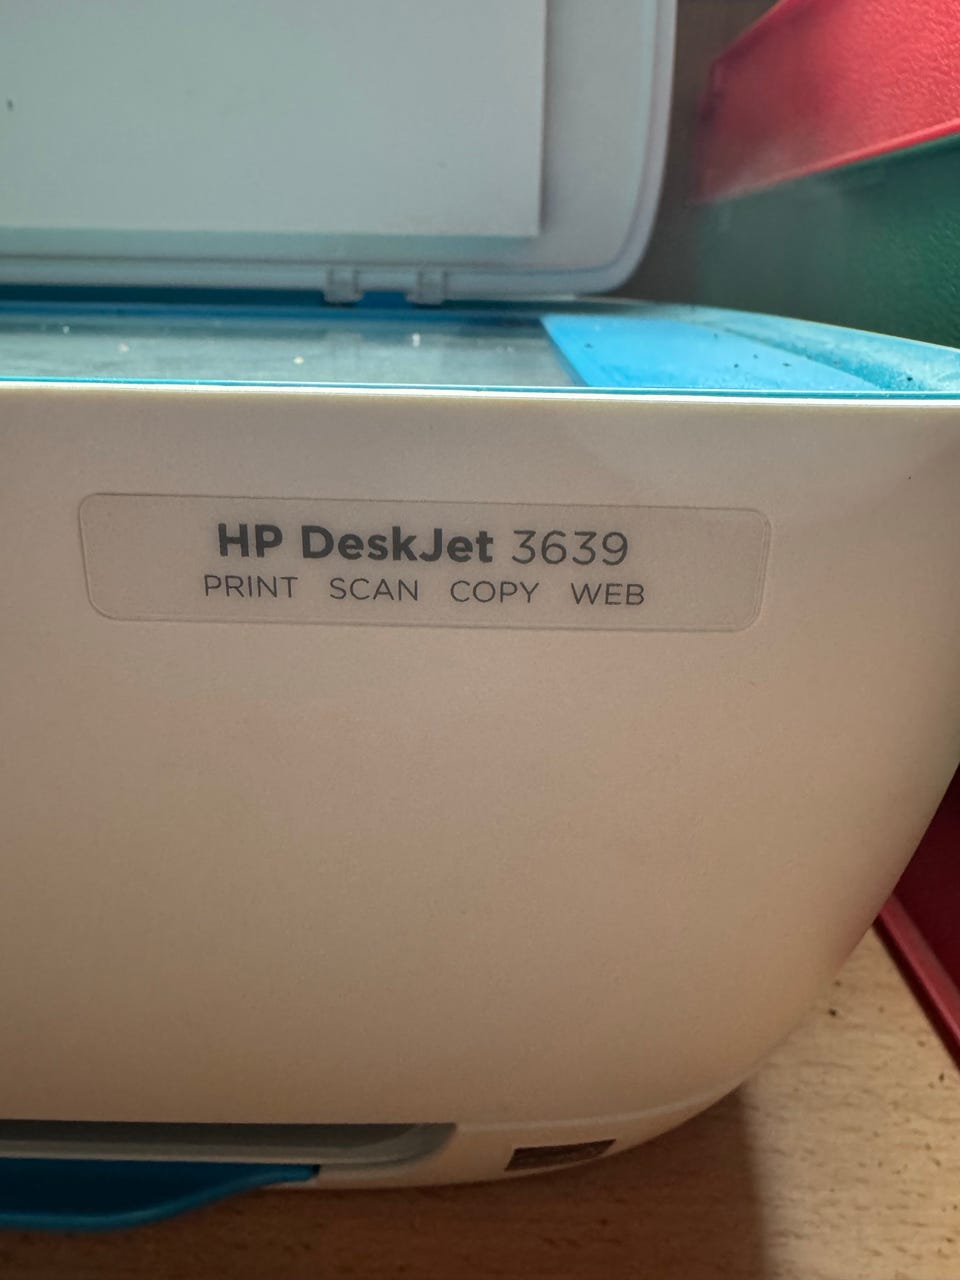 HP DeskJet 3639
PRINT SCAN COPY WEB